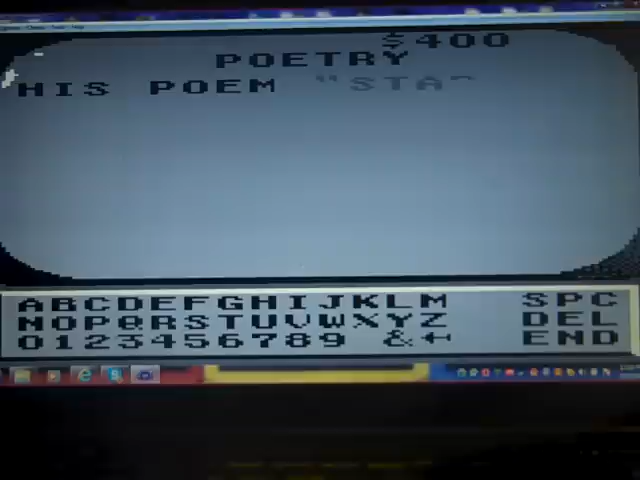 $400
POETRY
HIS POEM "STA
ABCDEFGHIJKLM SPC
NOPQRSTUVWXYZ DEL
0123456789 &← END